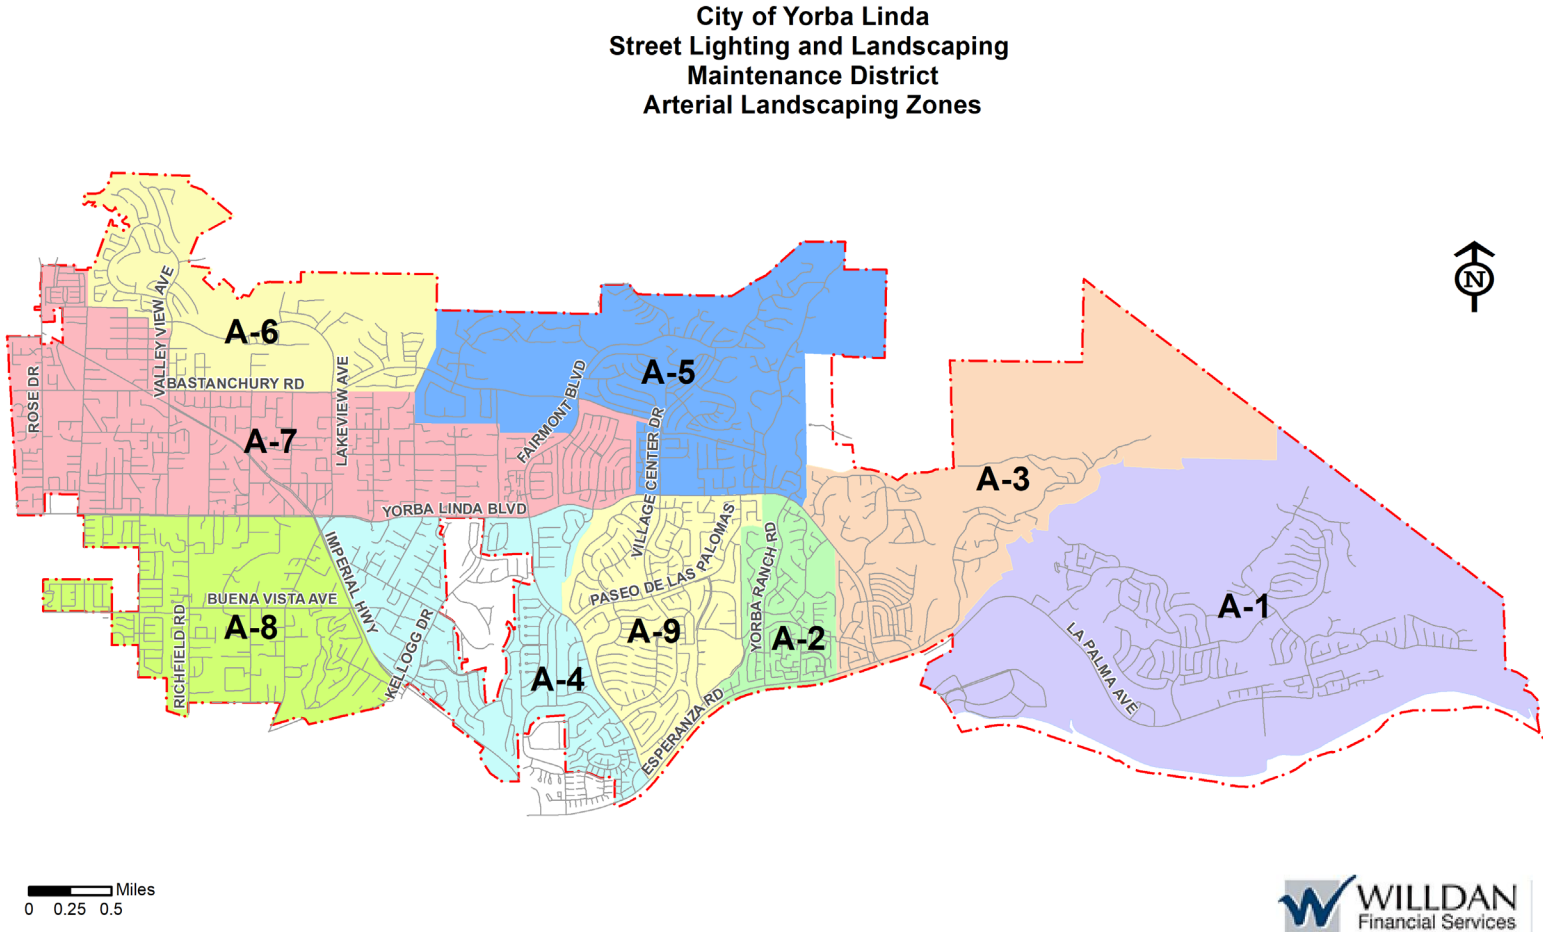 City of Yorba Linda
Street Lighting and Landscaping
Maintenance District
Arterial Landscaping Zones
N
VALLEY VIEW AVE
A-6
ROSE DR
BASTANCHURY RD
LAKEVIEW AVE
A-7
A-5
FAIRMONT BLVD
VILLAGE CENTER DR
YORBA LINDA BLVD
A-3
IMPERIAL HWY
PASEO DE LAS PALOMAS
YORBA RANCH RD
BUENA VISTA AVE
A-8
RICHFIELD RD
KELLOGG DR
A-4
A-9
A-2
ESPERANZA RD
A-1
LA PALMA AVE
Miles
0 0.25 0.5
WILLDAN
Financial Services